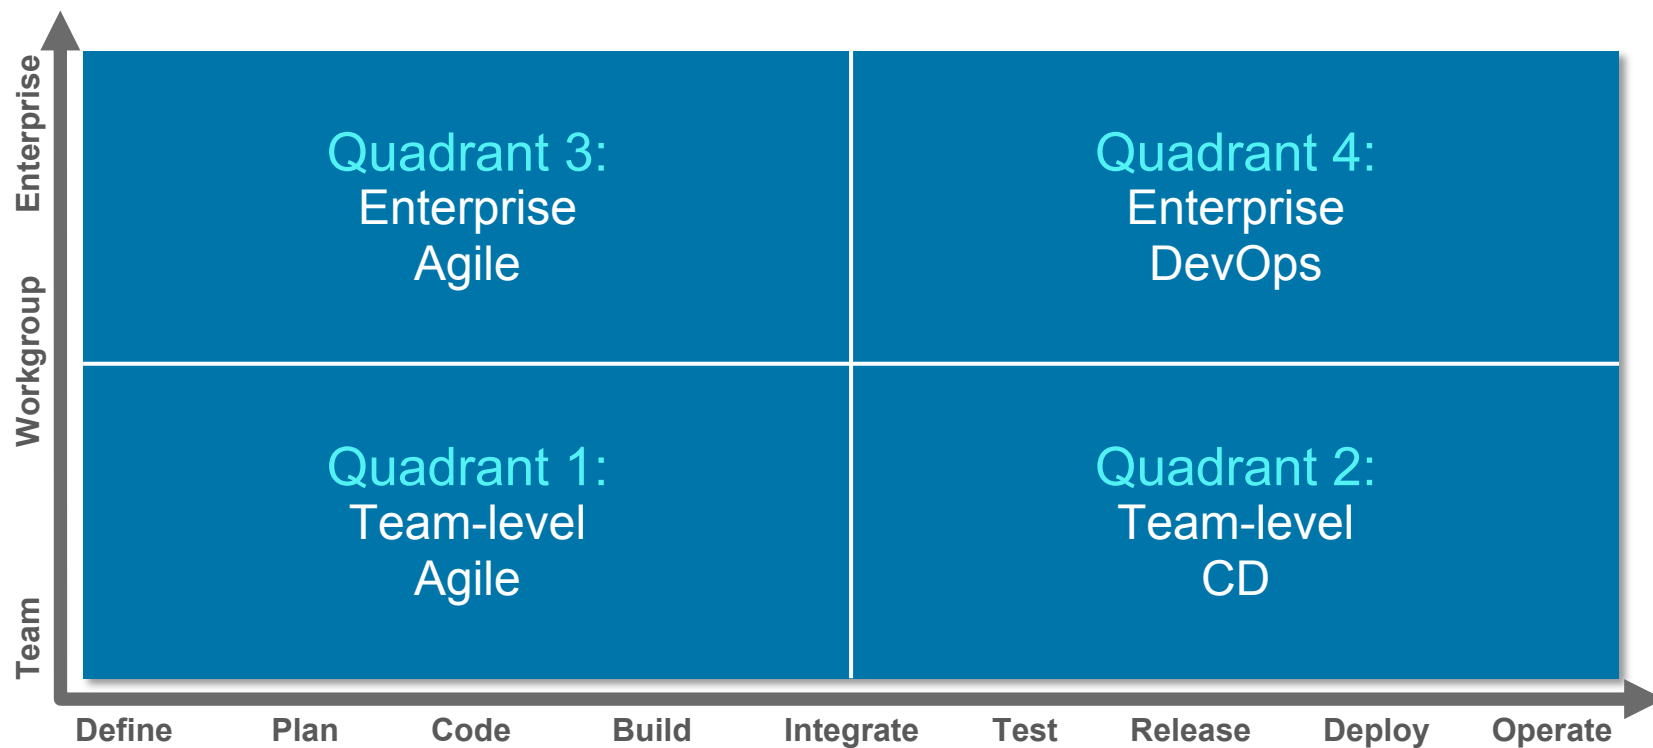 Enterprise
Workgroup
Team
Quadrant 3:
Enterprise
Agile
Quadrant 4:
Enterprise
DevOps
Quadrant 1:
Team-level
Agile
Quadrant 2:
Team-level
CD
Define Plan Code Build Integrate Test Release Deploy Operate